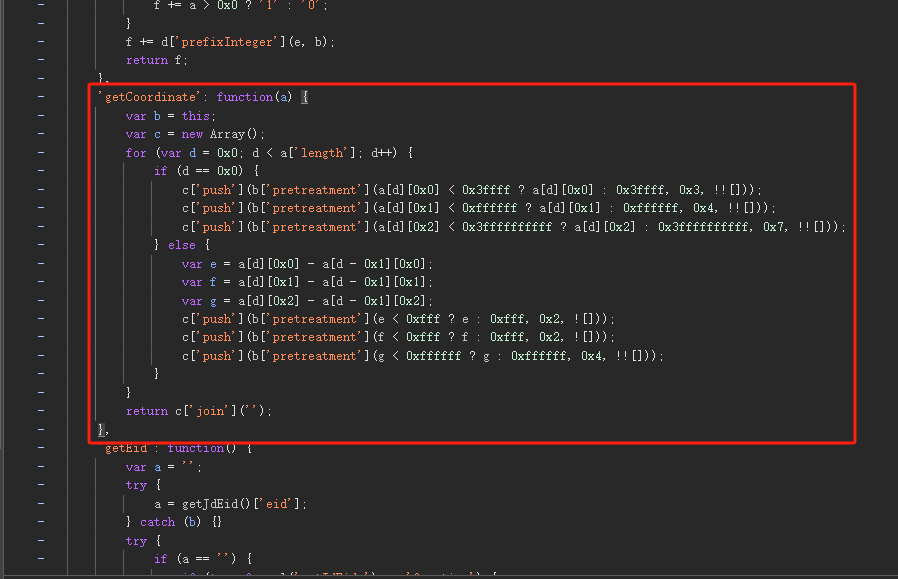 f += a > 0x0 ? '1' : '0';
}
f += d['prefixInteger'](e, b);
return f;
},
'getCoordinate': function(a) {
var b = this;
var c = new Array();
for (var d = 0x0; d < a['length']; d++) {
if (d == 0x0) {
c['push'](b['pretreatment'](a[d][0x0] < 0x3ffff ? a[d][0x0] : 0x3ffff, 0x3, !![]));
c['push'](b['pretreatment'](a[d][0x1] < 0xffffff ? a[d][0x1] : 0xffffff, 0x4, !![]));
c['push'](b['pretreatment'](a[d][0x2] < 0x3ffffffffff ? a[d][0x2] : 0x3ffffffffff, 0x7, !![]));
} else {
var e = a[d][0x0] - a[d - 0x1][0x0];
var f = a[d][0x1] - a[d - 0x1][0x1];
var g = a[d][0x2] - a[d - 0x1][0x2];
c['push'](b['pretreatment'](e < 0xfff ? e : 0xfff, 0x2, ![]));
c['push'](b['pretreatment'](f < 0xfff ? f : 0xfff, 0x2, ![]));
c['push'](b['pretreatment'](g < 0xffffff ? g : 0xffffff, 0x4, !![]));
}
}
return c['join']('');
},
getEid': function() {
var a = '';
try {
a = getJdEid()['eid'];
} catch (b) {}
try {
if (a == '') {